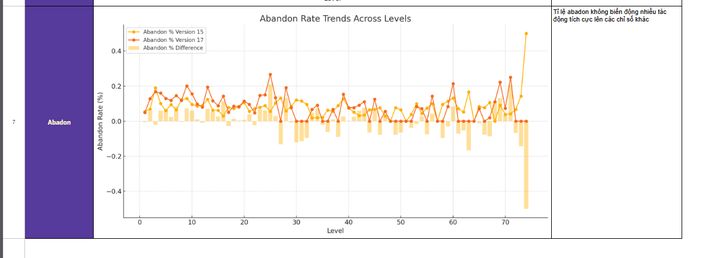 Level
7
Abadon
Abandon Rate Trends Across Levels
Abandon % Version 15
Abandon % Version 17
Abandon % Difference
Abandon Rate (%)
0.4
0.2
0.0
−0.2
−0.4
0 10 20 30 40 50 60 70
Level
Tỉ lệ abadon không biến động nhiều tác
động tích cực lên các chỉ số khác